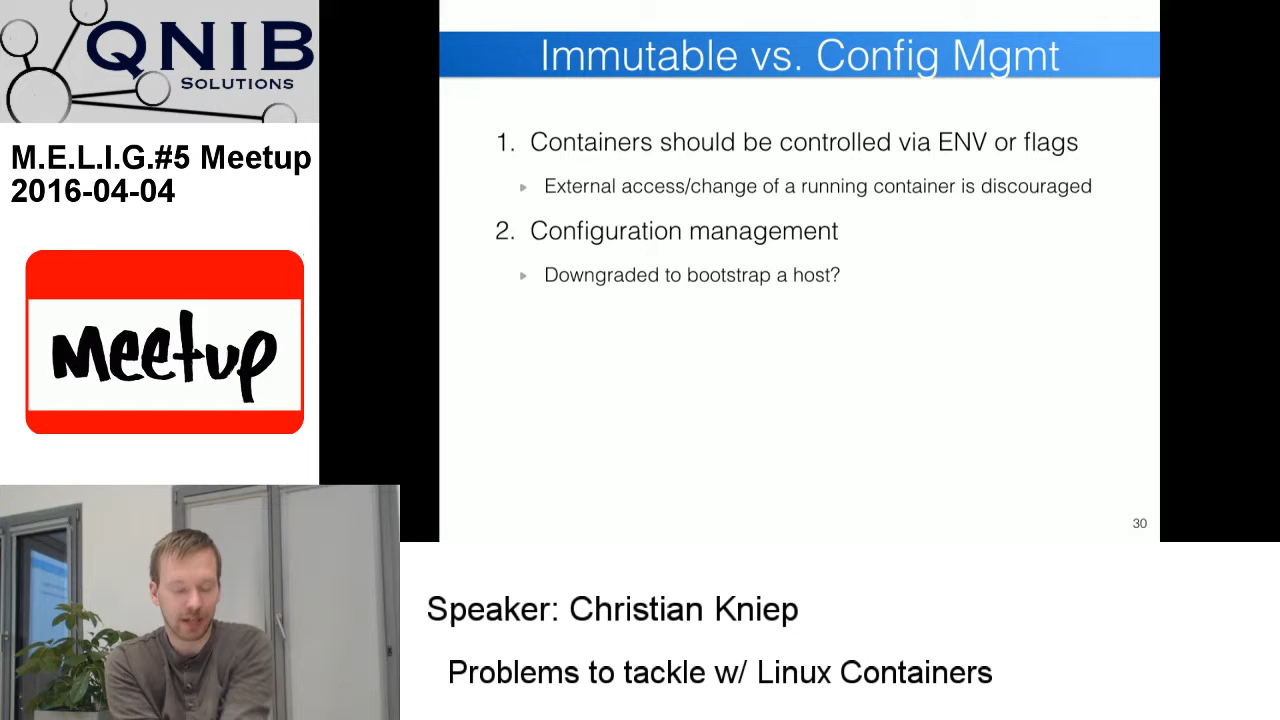 QNIB
SOLUTIONS
M.E.L.I.G.#5 Meetup
2016-04-04
meetup
Immutable vs. Config Mgmt
1. Containers should be controlled via ENV or flags
External access/change of a running container is discouraged
2. Configuration management
Downgraded to bootstrap a host?
30
Speaker: Christian Kniep
Problems to tackle w/ Linux Containers